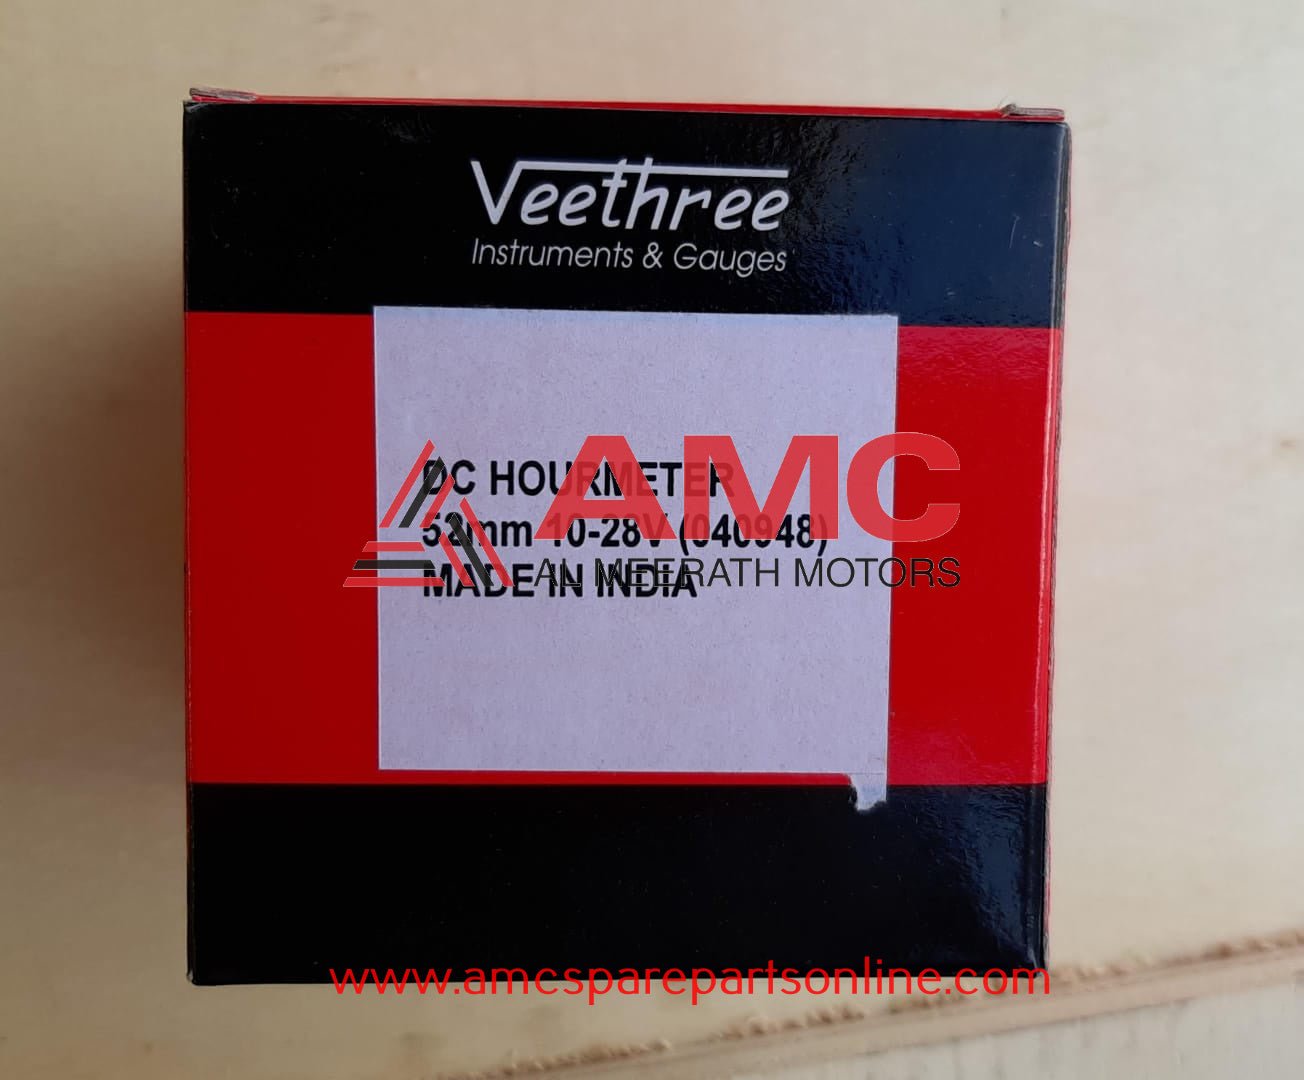 Veethree
Instruments & Gauges
DC HOURMETER
52mm 10-28V (040948)
MADE IN INDIA
AMC
AL MEERATH MOTORS
www.amcsparepartsonline.com